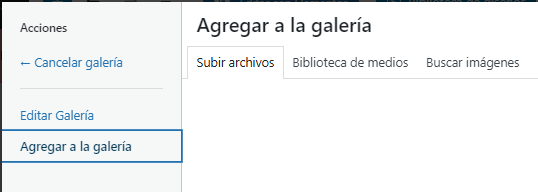 Acciones
← Cancelar galería
Editar Galería
Agregar a la galería
Agregar a la galería
Subir archivos
Biblioteca de medios
Buscar imágenes